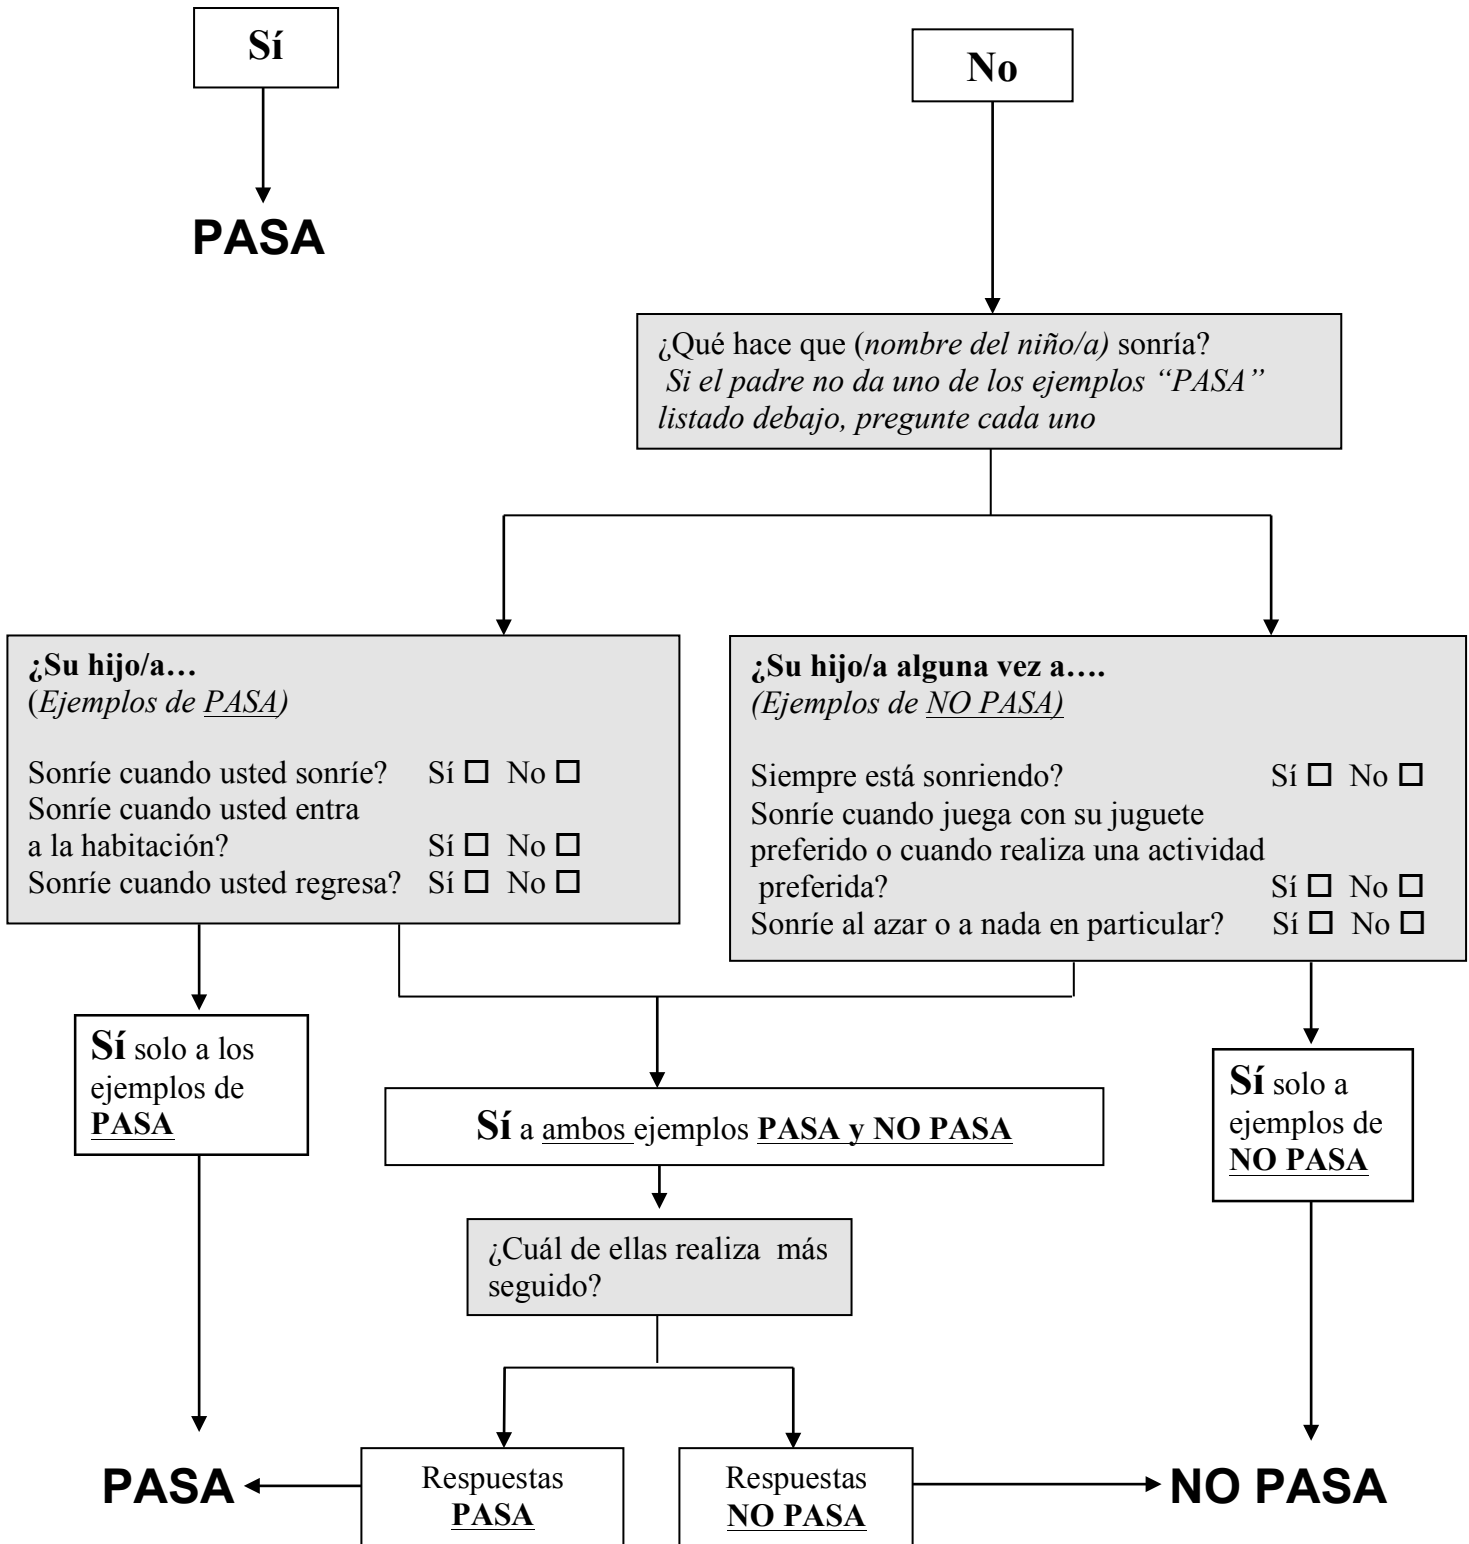 Sí
No
PASA
¿Qué hace que (nombre del niño/a) sonría?
Si el padre no da uno de los ejemplos “PASA”
listado debajo, pregunte cada uno
¿Su hijo/a…
(Ejemplos de PASA)
Sonríe cuando usted sonríe? Sí ☐ No ☐
Sonríe cuando usted entra
a la habitación? Sí ☐ No ☐
Sonríe cuando usted regresa? Sí ☐ No ☐
¿Su hijo/a alguna vez a….
(Ejemplos de NO PASA)
Siempre está sonriendo? Sí ☐ No ☐
Sonríe cuando juega con su juguete
preferido o cuando realiza una actividad
preferida? Sí ☐ No ☐
Sonríe al azar o a nada en particular? Sí ☐ No ☐
Sí solo a los
ejemplos de
PASA
Sí a ambos ejemplos PASA y NO PASA
Sí solo a
ejemplos de
NO PASA
¿Cuál de ellas realiza más
seguido?
PASA
Respuestas
PASA
Respuestas
NO PASA
NO PASA